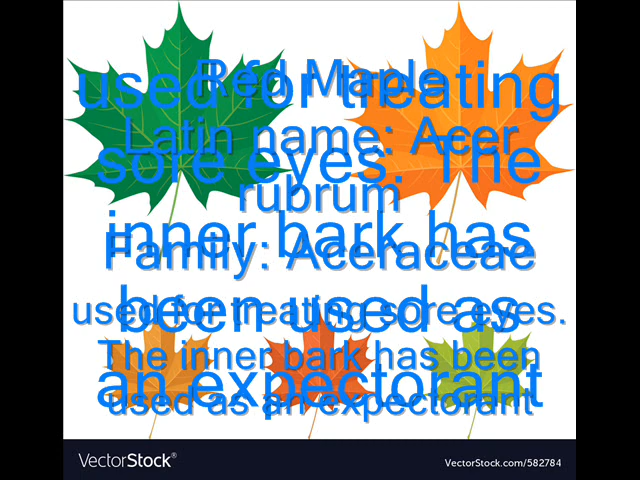 Red Maple
Latin name: Acer
rubrum
Family: Aceraceae
used for treating sore eyes.
The inner bark has been
used as an expectorant
used for treating
sore eyes. The
inner bark has
been used as
an expectorant
VectorStock®
VectorStock.com/582784